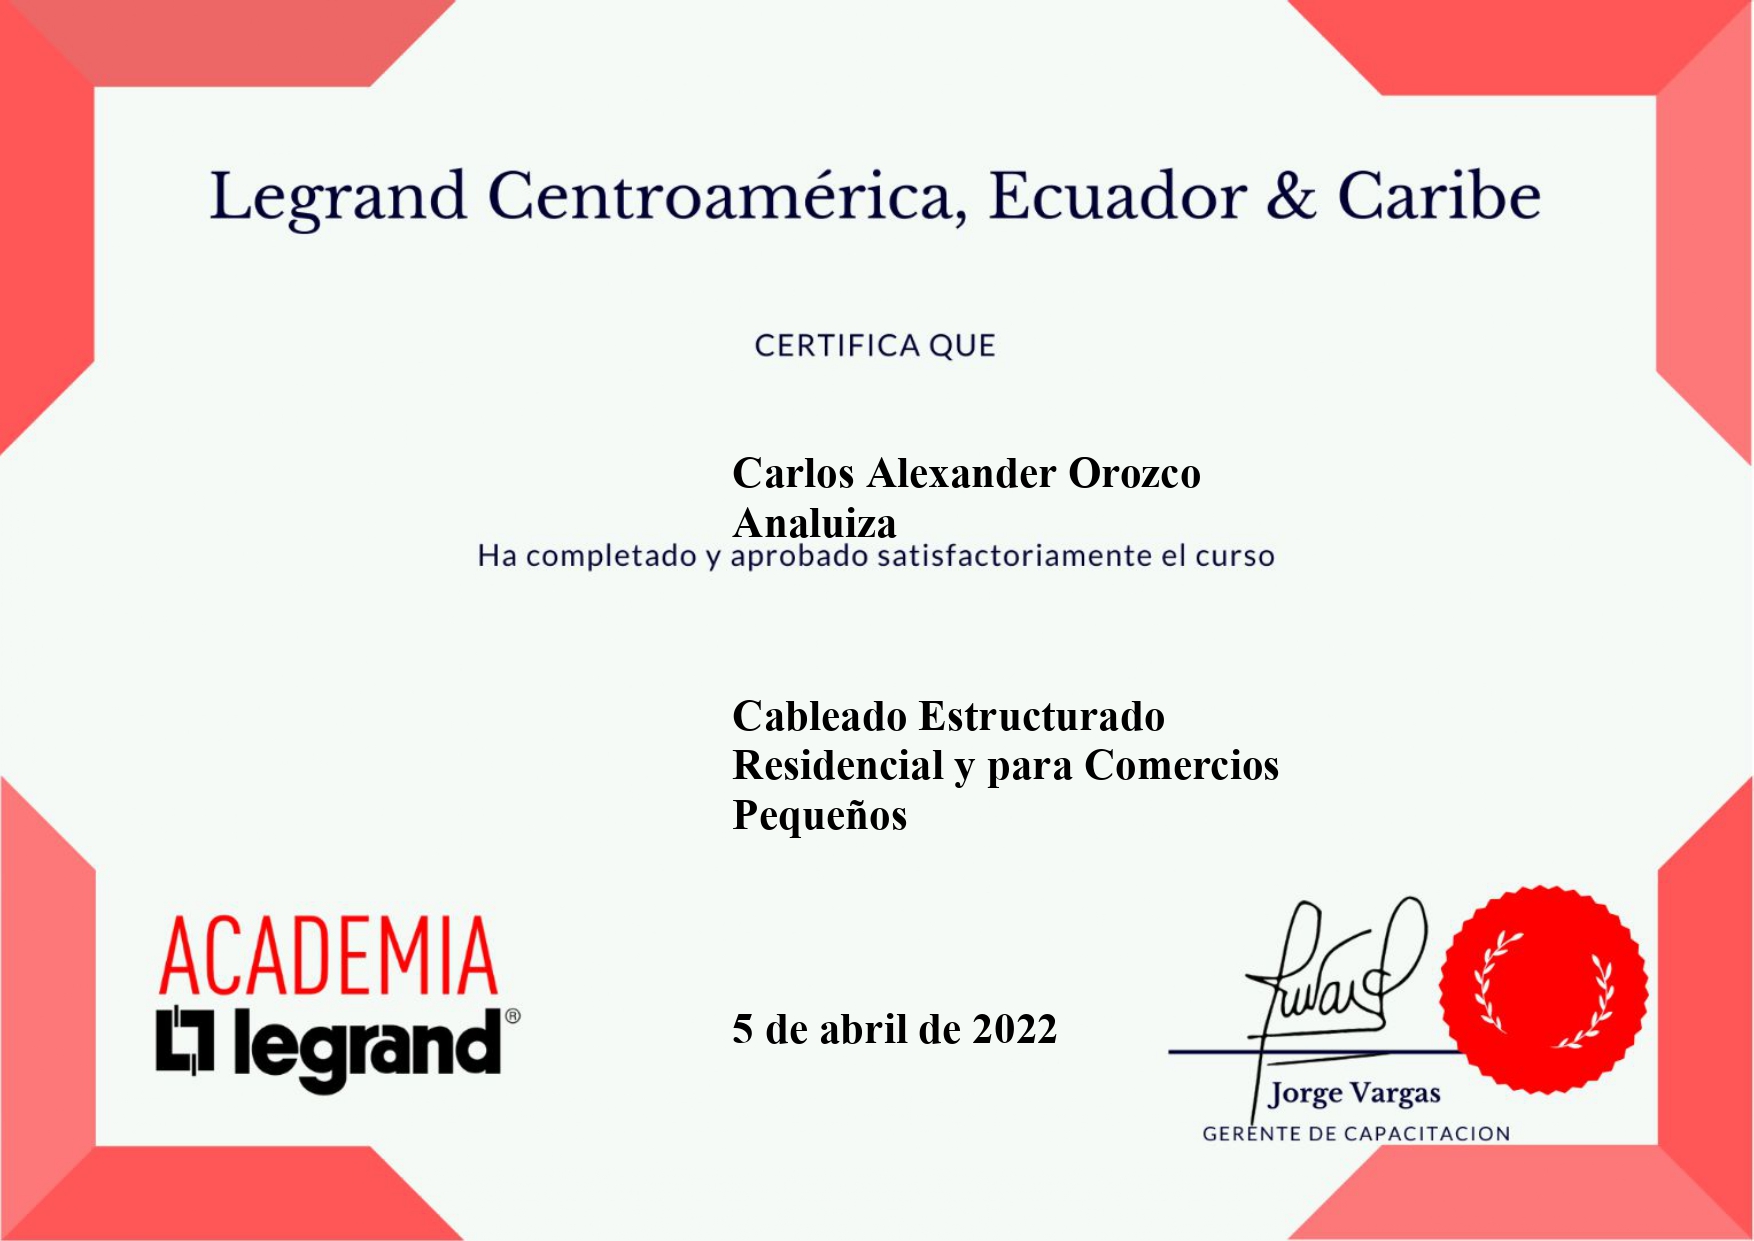 Legrand Centroamérica, Ecuador & Caribe
CERTIFICA QUE
Carlos Alexander Orozco
Analuiza
Ha completado y aprobado satisfactoriamente el curso
Cableado Estructurado
Residencial y para Comercios
Pequeños
ACADEMIA
legrand®
5 de abril de 2022
Jorge Vargas
GERENTE DE CAPACITACION